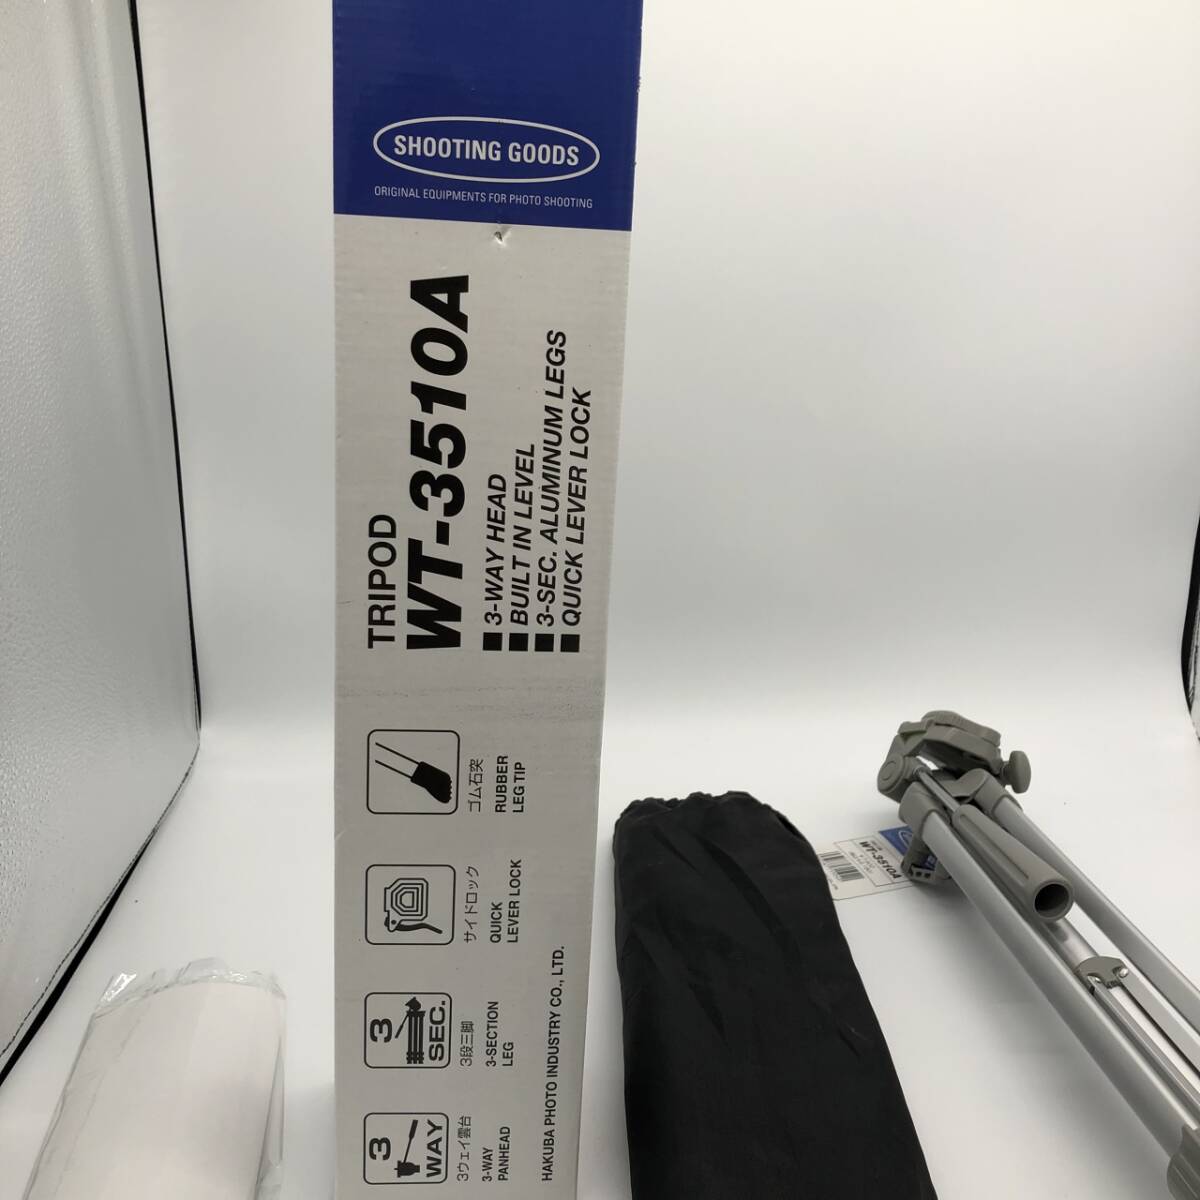 SHOOTING GOODS
ORIGINAL EQUIPMENTS FOR PHOTO SHOOTING
TRIPOD
WT-3510A
■ 3-WAY HEAD
■ BUILT IN LEVEL
■ 3-SEC. ALUMINUM LEGS
■ QUICK LEVER LOCK
ゴム石突
RUBBER
LEG TIP
サイドロック
QUICK
LEVER LOCK
3
SEC.
3段三脚
3-SECTION
LEG
3
WAY
3ウェイ雲台
3-WAY
PANHEAD
HAKUBA PHOTO INDUSTRY CO., LTD.
WT-3510A